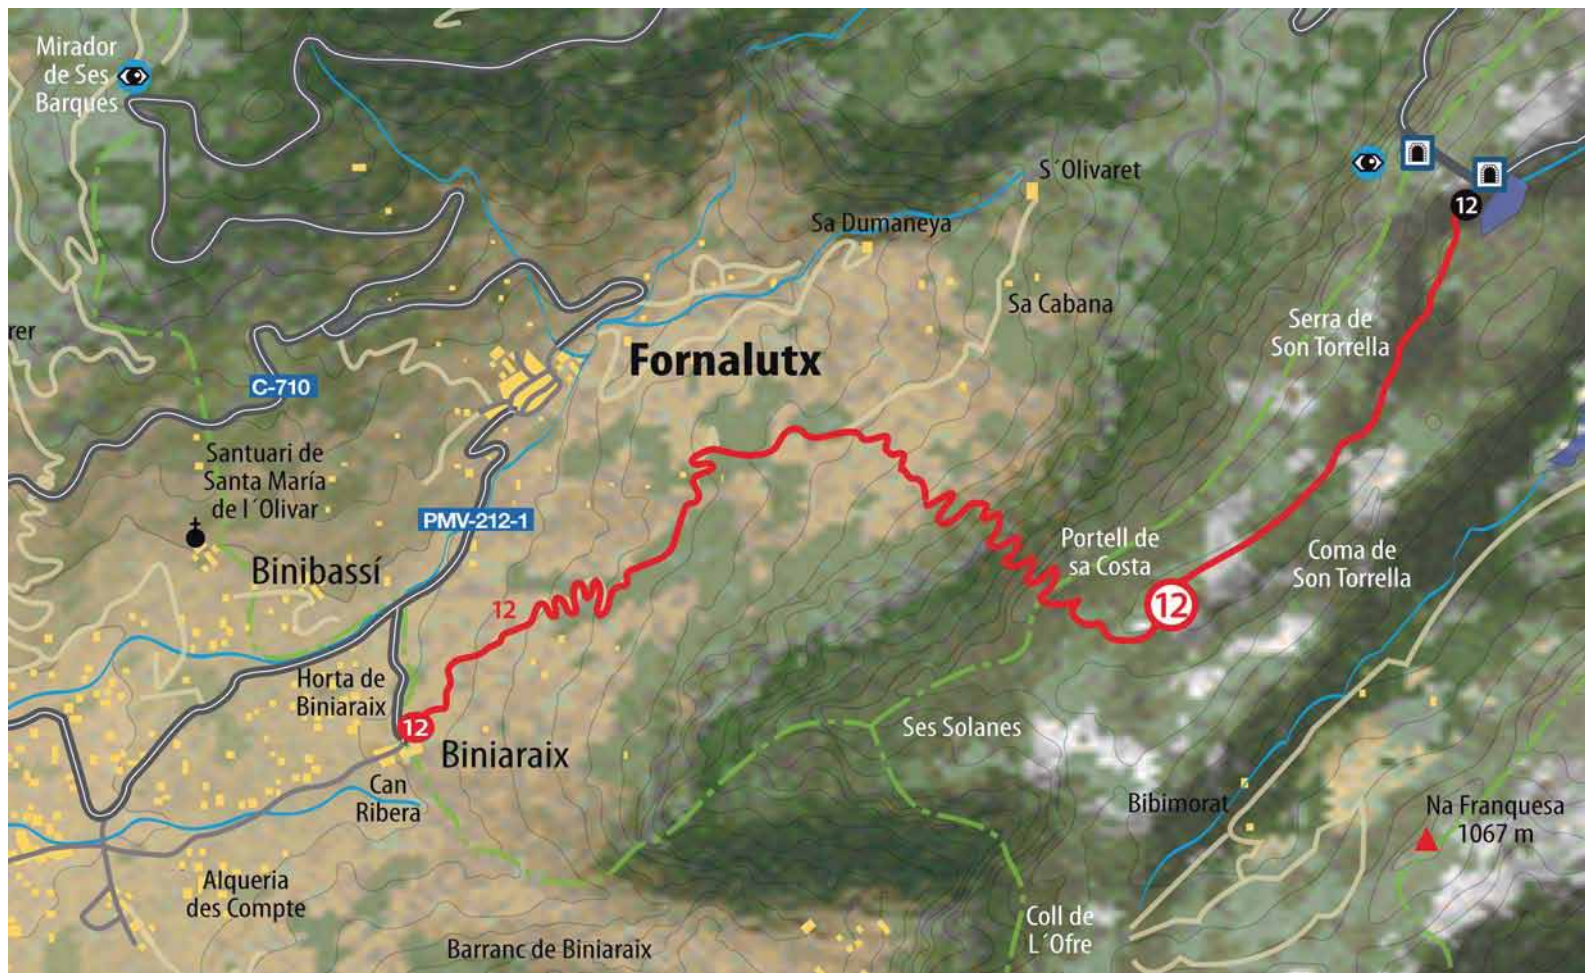 Mirador
de Ses
Barques
S´Olivaret
Sa Dumaneya
12
Sa Cabana
Serra de
Son Torrella
rer
Fornalutx
C-710
Santuari de
Santa María
de l´Olivar
PMV-212-1
Binibassí
Portell de
sa Costa
Coma de
Son Torrella
12
12
Horta de
Biniaraix
12
Biniaraix
Ses Solanes
Can
Ribera
Bibimorat
Na Franquesa
1067 m
Alqueria
des Compte
Coll de
L´Ofre
Barranc de Biniaraix